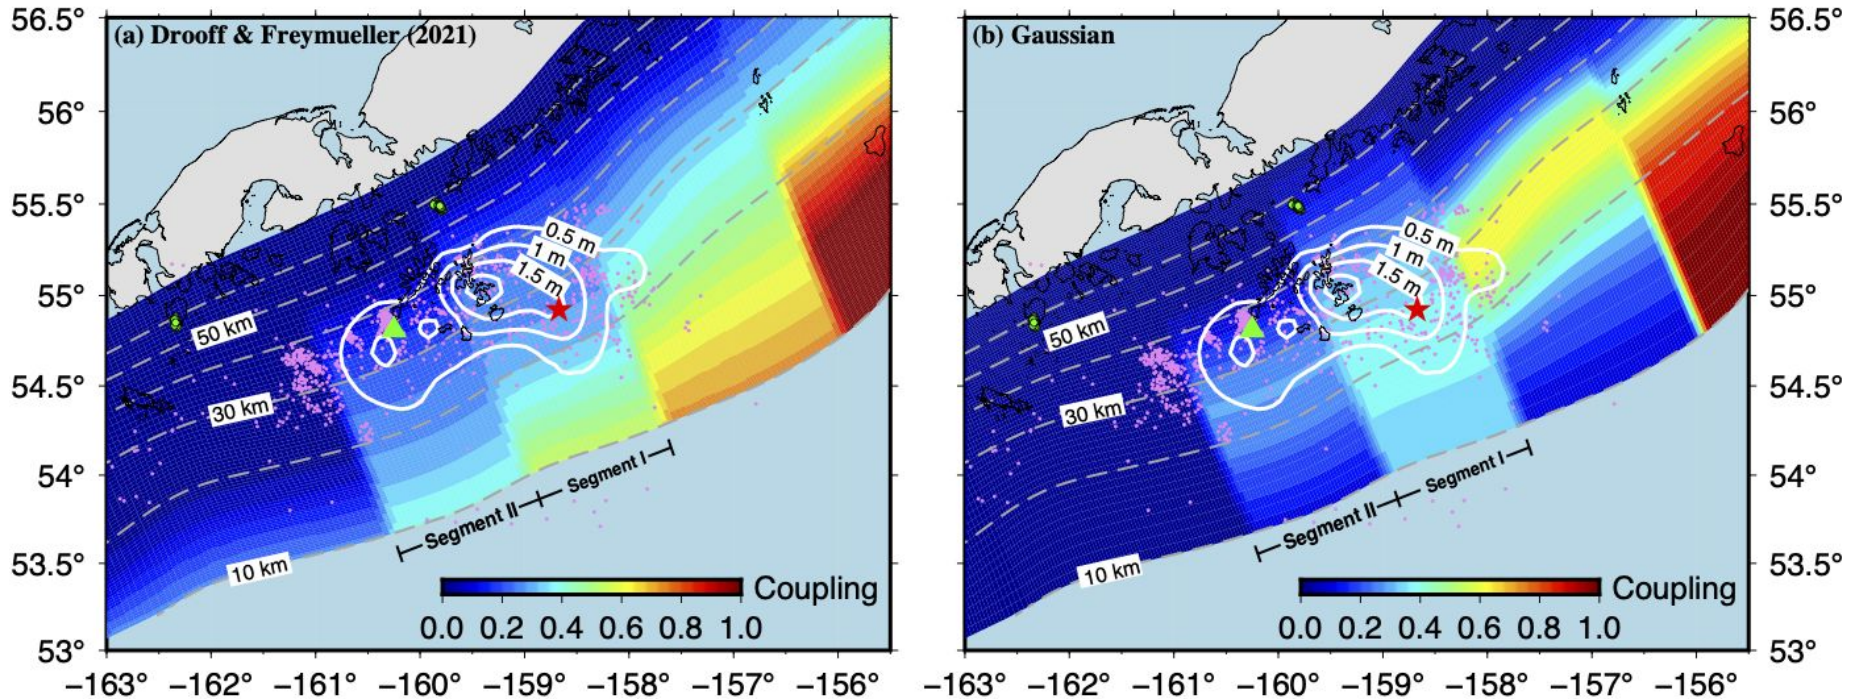 (a) Drooff & Freymueller (2021)
(b) Gaussian
56.5°
56°
55.5°
55°
54.5°
54°
53.5°
53°
0.5 m
1 m
1.5 m
50 km
30 km
10 km
Segment II
Segment I
Coupling
0.0 0.2 0.4 0.6 0.8 1.0
−163° −162° −161° −160° −159° −158° −157° −156°
0.5 m
1 m
1.5 m
50 km
30 km
10 km
Segment II
Segment I
Coupling
0.0 0.2 0.4 0.6 0.8 1.0
−163° −162° −161° −160° −159° −158° −157° −156°
56.5°
56°
55.5°
55°
54.5°
54°
53.5°
53°